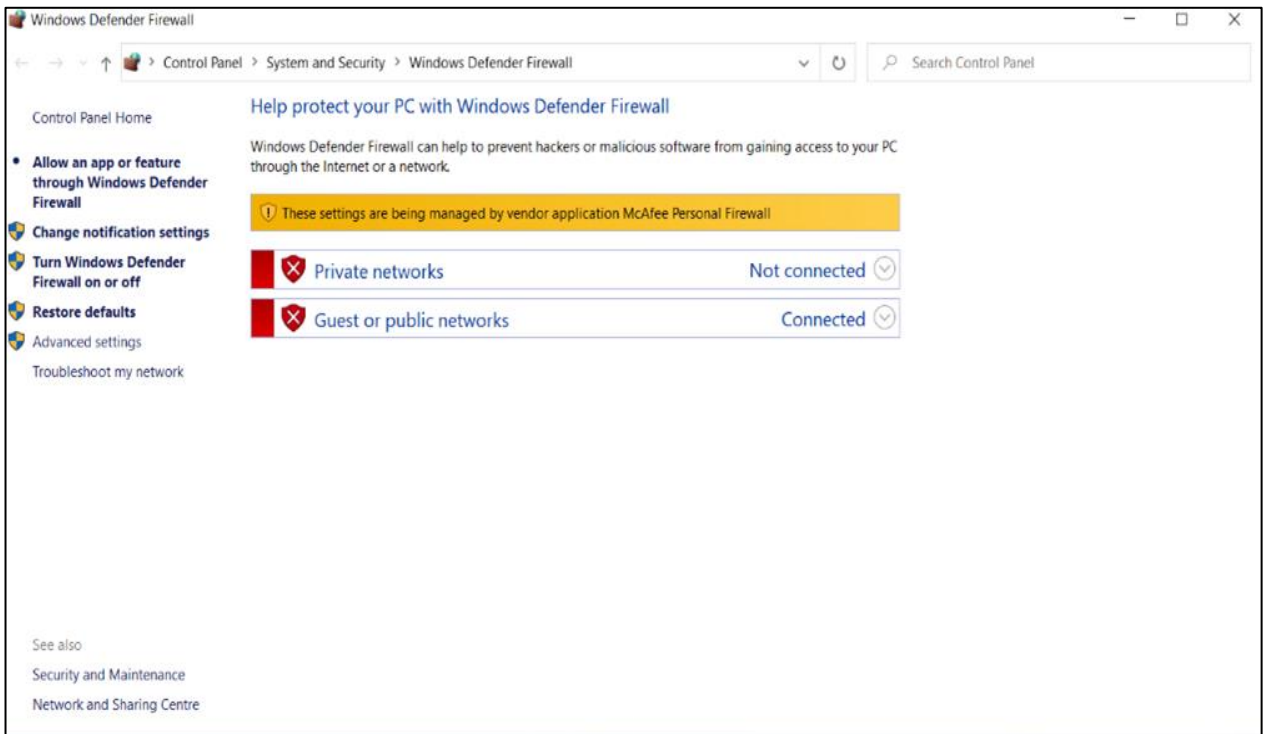 Windows Defender Firewall
Control Panel > System and Security > Windows Defender Firewall
Search Control Panel
Control Panel Home
Allow an app or feature
through Windows Defender
Firewall
Change notification settings
Turn Windows Defender
Firewall on or off
Restore defaults
Advanced settings
Troubleshoot my network
Help protect your PC with Windows Defender Firewall
Windows Defender Firewall can help to prevent hackers or malicious software from gaining access to your PC
through the Internet or a network.
These settings are being managed by vendor application McAfee Personal Firewall
Private networks Not connected
Guest or public networks Connected
See also
Security and Maintenance
Network and Sharing Centre